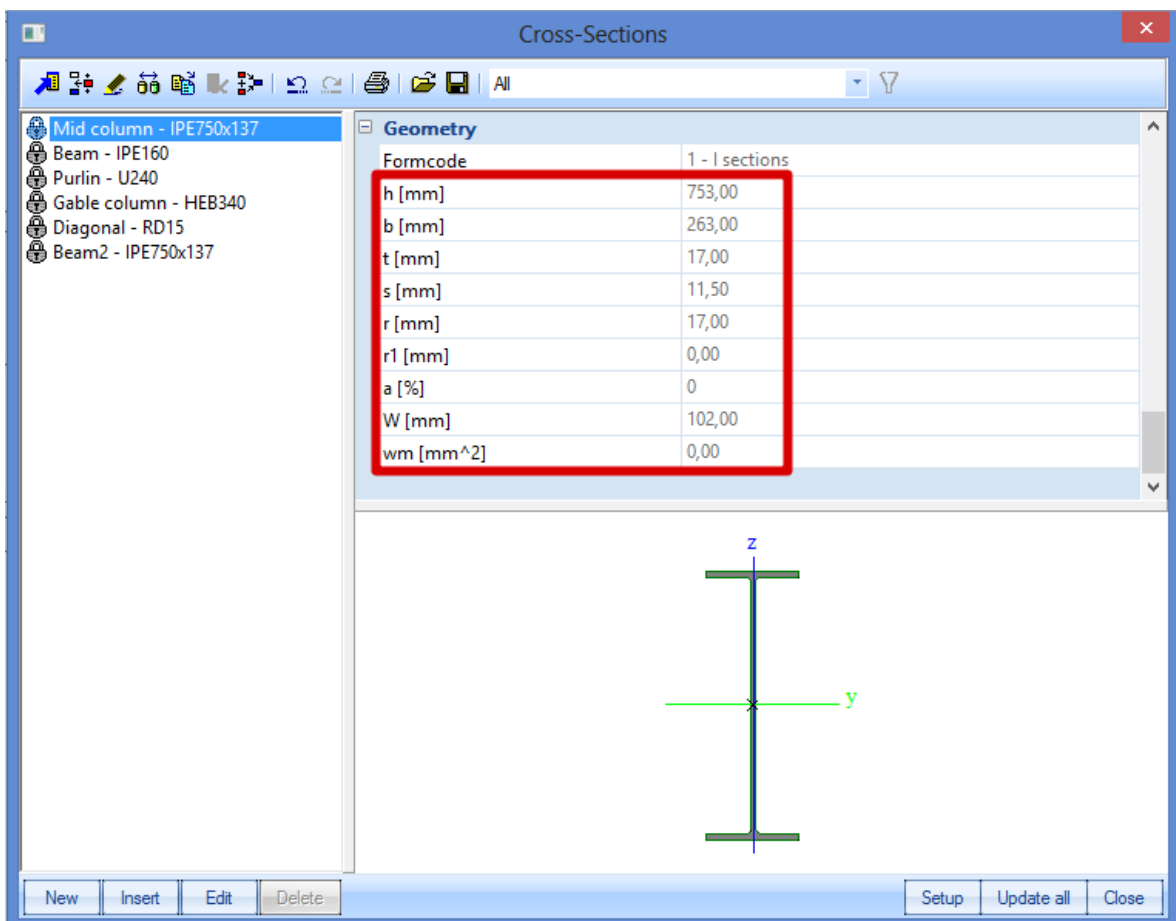 Cross-Sections
All
Mid column - IPE750x137
Beam - IPE160
Purlin - U240
Gable column - HEB340
Diagonal - RD15
Beam2 - IPE750x137
Geometry
Formcode 1 - I sections
h [mm] 753,00
b [mm] 263,00
t [mm] 17,00
s [mm] 11,50
r [mm] 17,00
r1 [mm] 0,00
a [%] 0
W [mm] 102,00
wm [mm^2] 0,00
z
y
New Insert Edit Delete Setup Update all Close